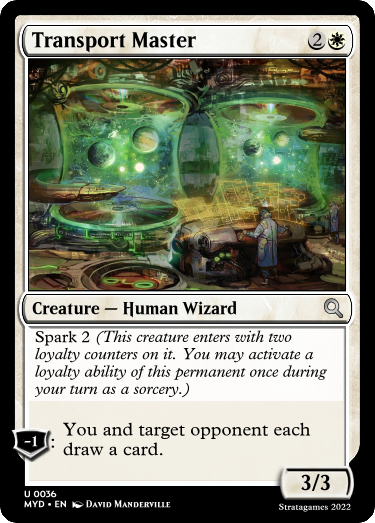 Transport Master 2
Creature — Human Wizard
Spark 2 (This creature enters with two
loyalty counters on it. You may activate a
loyalty ability of this permanent once during
your turn as a sorcery.)
-1: You and target opponent each
draw a card.
3/3
U 0036
MYD • EN David Manderville
Stratagames 2022